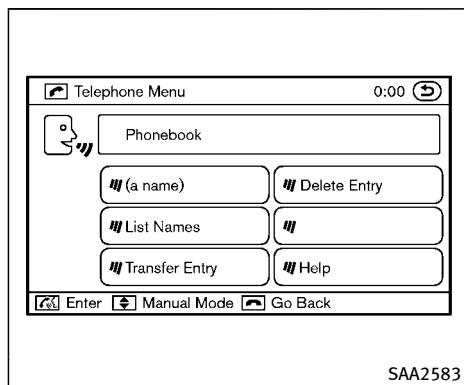 Telephone Menu 0:00
Phonebook
(a name) Delete Entry
List Names
Transfer Entry Help
Enter Manual Mode Go Back
SAA2583